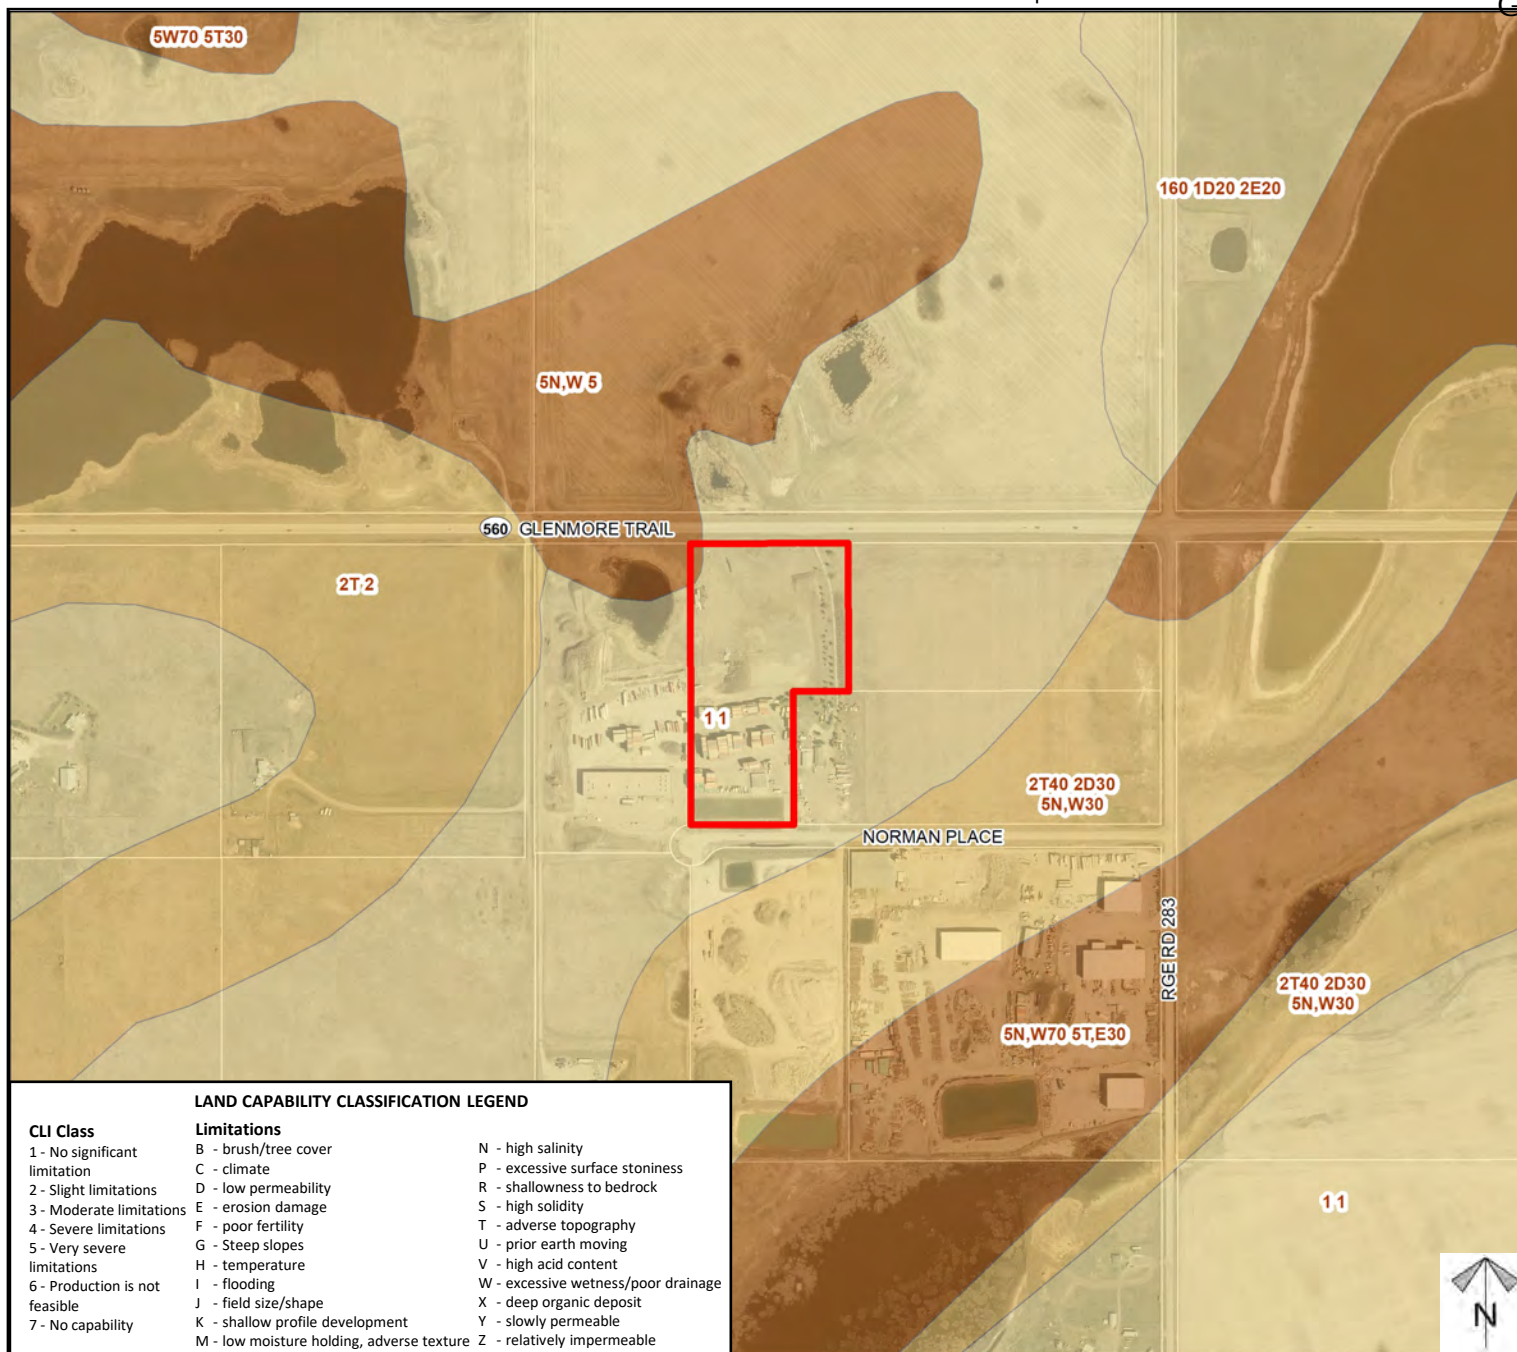 5W70 5T30
160 1D20 2E20
5N,W 5
560 GLENMORE TRAIL
2T 2
1 1
2T40 2D30
5N,W30
NORMAN PLACE
RGE RD 283
2T40 2D30
5N,W30
5N,W70 5T,E30
1 1
N
LAND CAPABILITY CLASSIFICATION LEGEND
CLI Class
1 - No significant
limitation
2 - Slight limitations
3 - Moderate limitations
4 - Severe limitations
5 - Very severe
limitations
6 - Production is not
feasible
7 - No capability
Limitations
B - brush/tree cover
C - climate
D - low permeability
E - erosion damage
F - poor fertility
G - Steep slopes
H - temperature
I - flooding
J - field size/shape
K - shallow profile development
M - low moisture holding, adverse texture
N - high salinity
P - excessive surface stoniness
R - shallowness to bedrock
S - high solidity
T - adverse topography
U - prior earth moving
V - high acid content
W - excessive wetness/poor drainage
X - deep organic deposit
Y - slowly permeable
Z - relatively impermeable